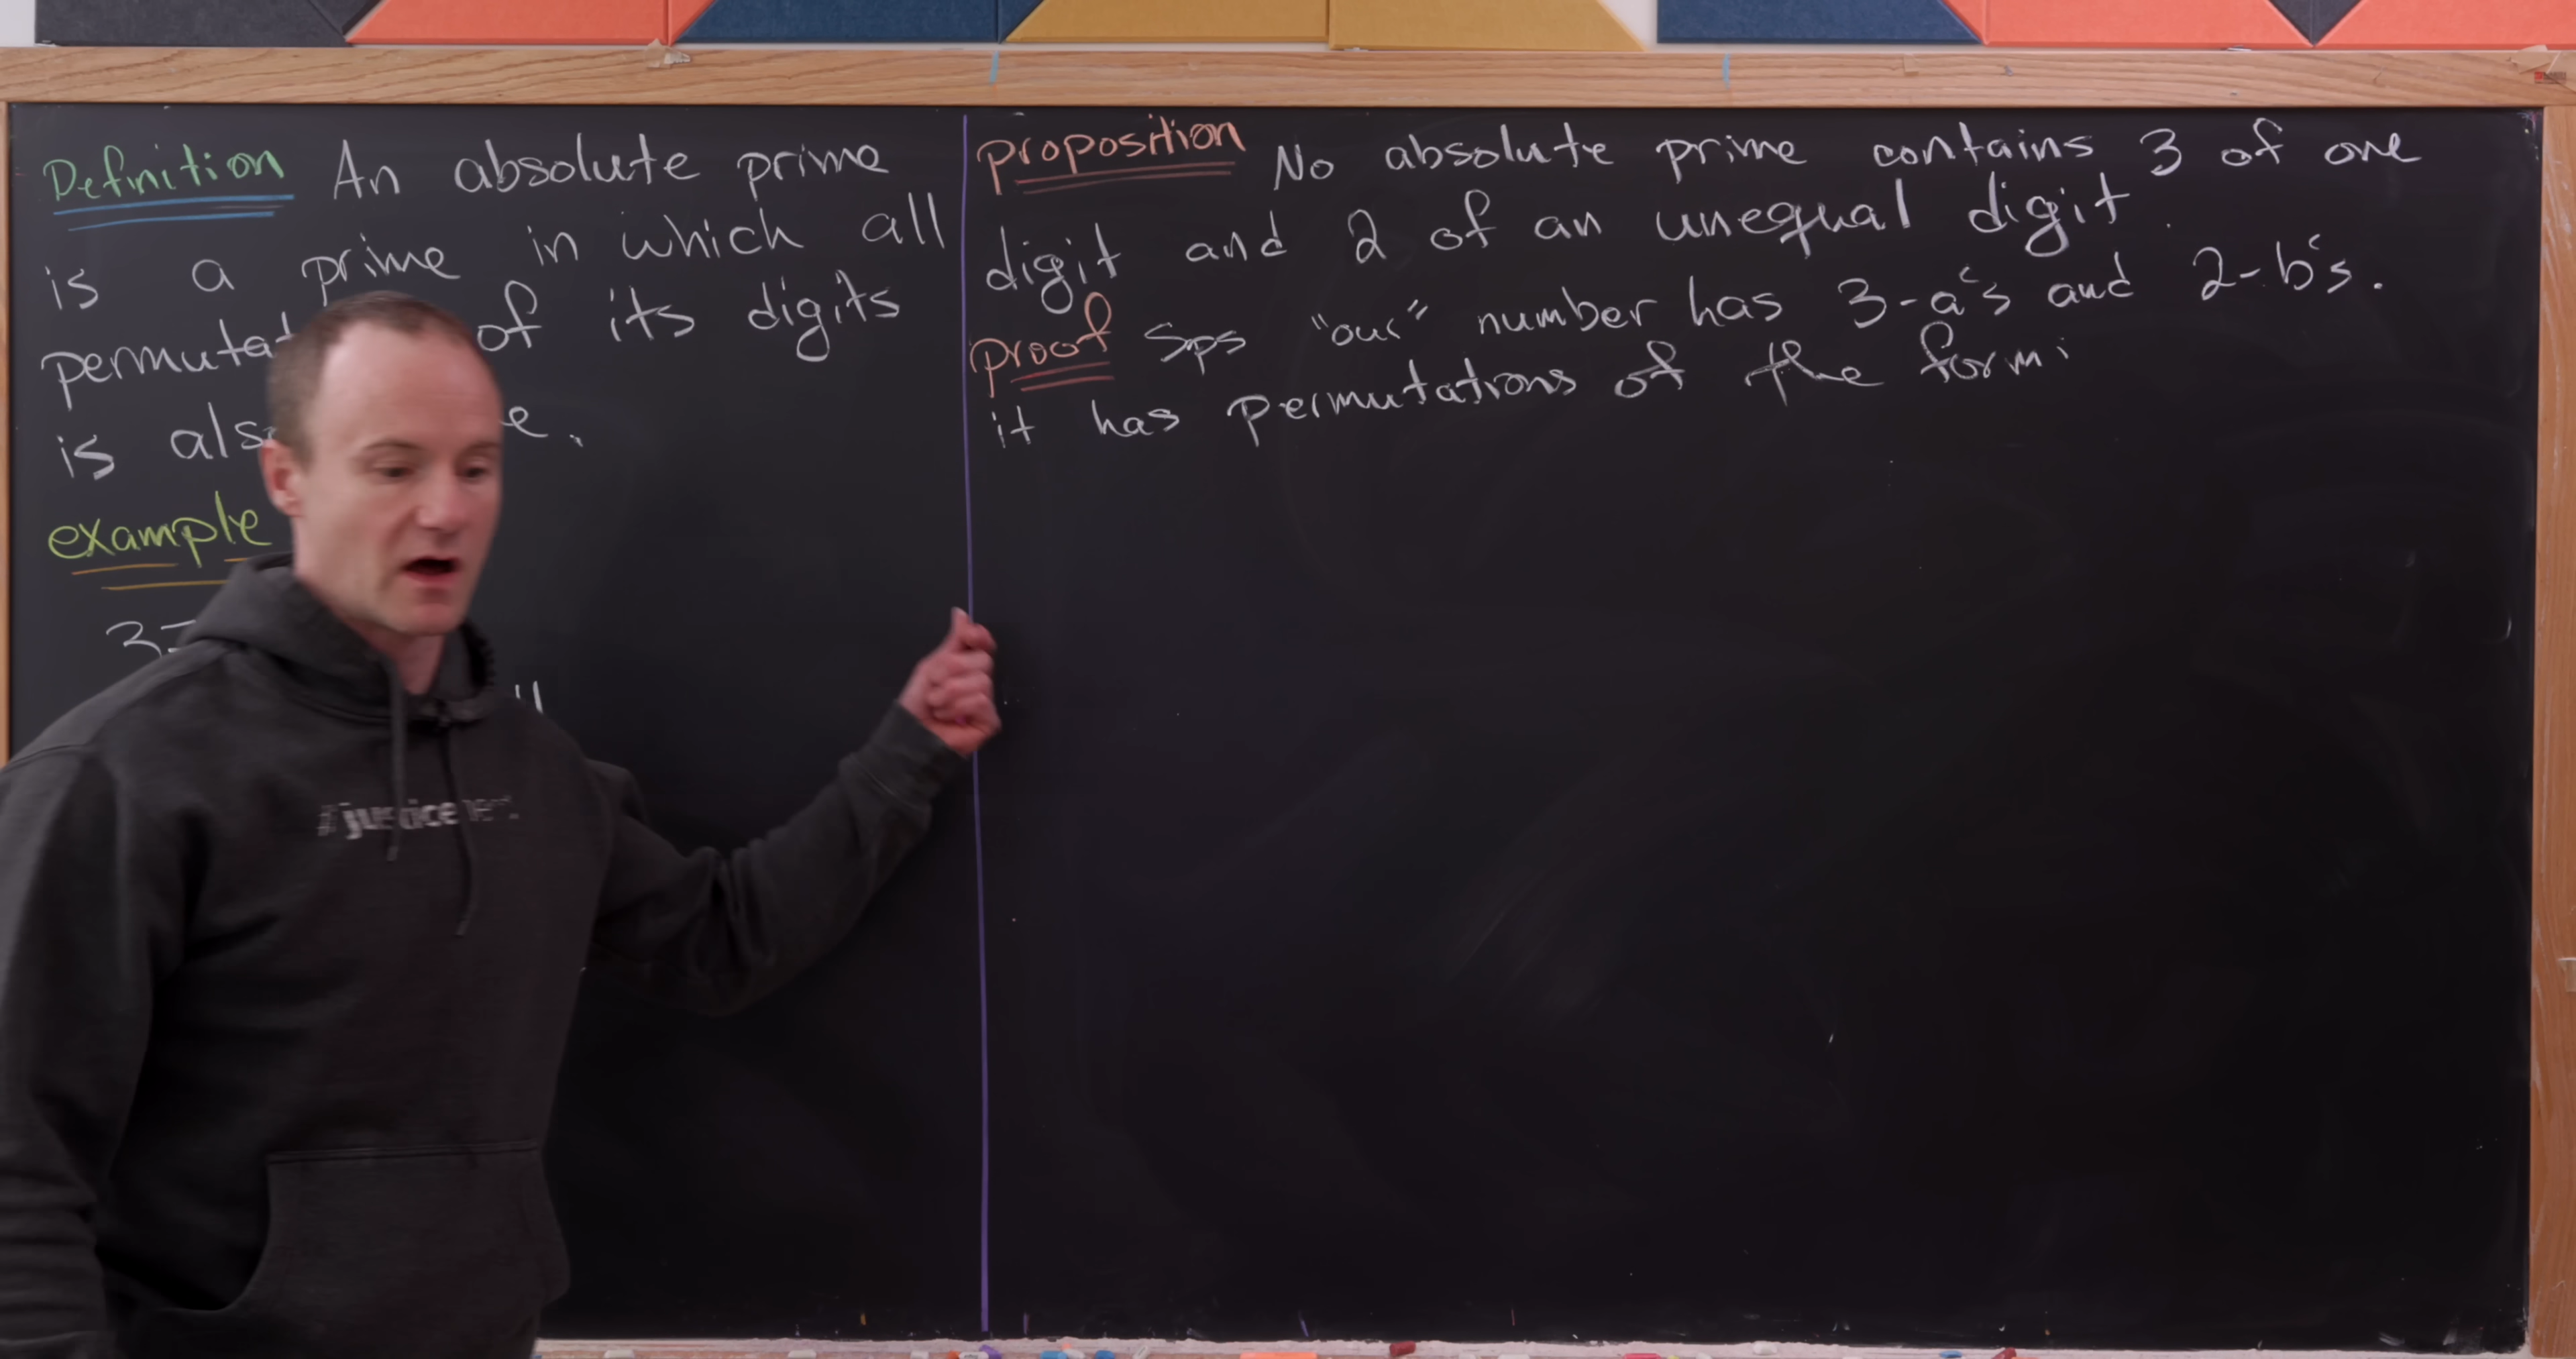 Definition An absolute prime
is a prime in which all
of its digits
is
example
proposition No absolute prime contains 3 of one
digit and 2 of an unequal digit.
proof Sps "our" number has 3-a's and 2-b's.
it has permutations of the form: